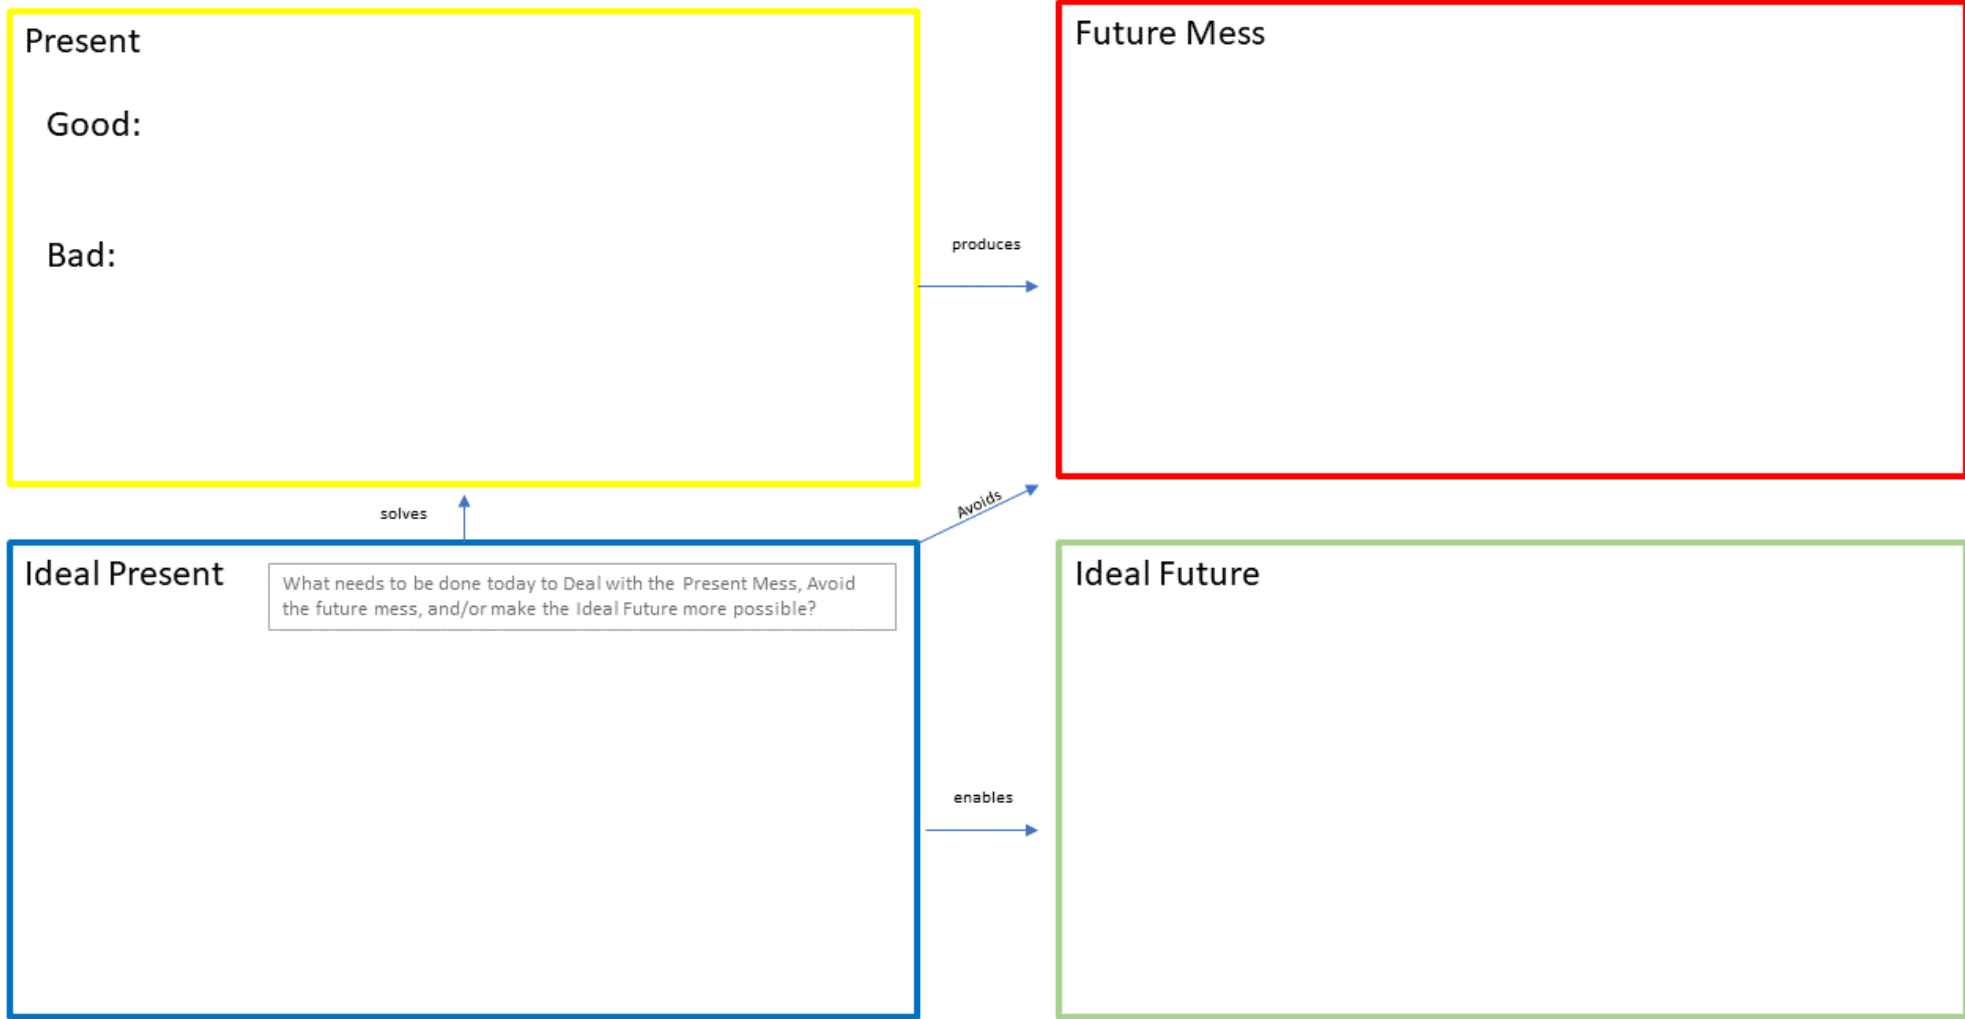 Present
Good:
Bad:
produces
Future Mess
solves
Avoids
Ideal Present
What needs to be done today to Deal with the Present Mess, Avoid
the future mess, and/or make the Ideal Future more possible?
enables
Ideal Future